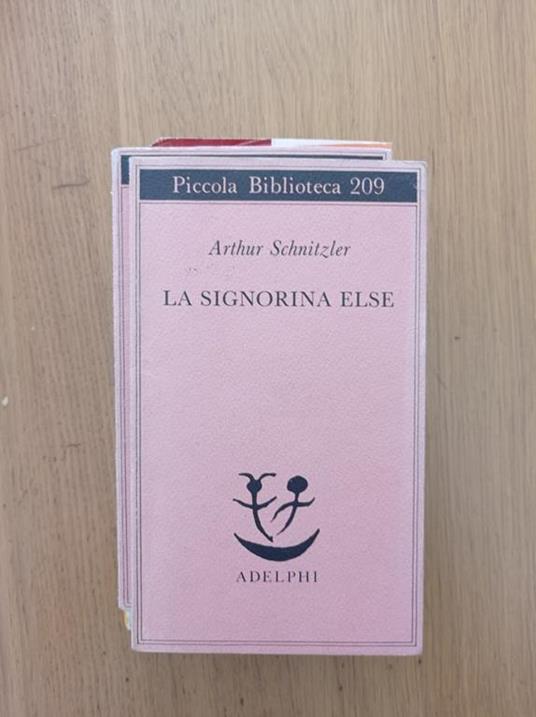 Piccola Biblioteca 209
Arthur Schnitzler
LA SIGNORINA ELSE
ADELPHI